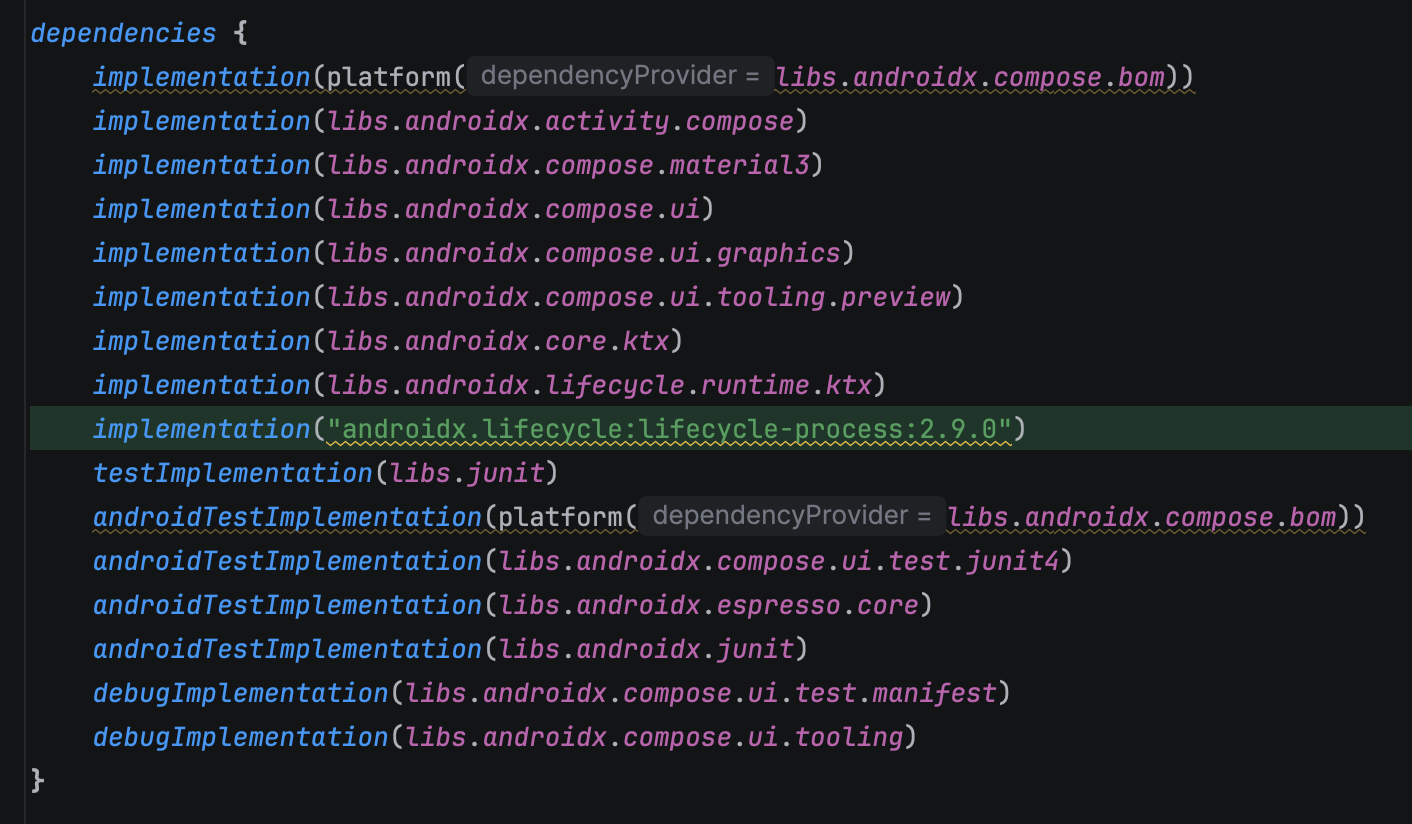 dependencies {
    implementation(platform( dependencyProvider = libs.androidx.compose.bom))
    implementation(libs.androidx.activity.compose)
    implementation(libs.androidx.compose.material3)
    implementation(libs.androidx.compose.ui)
    implementation(libs.androidx.compose.ui.graphics)
    implementation(libs.androidx.compose.ui.tooling.preview)
    implementation(libs.androidx.core.ktx)
    implementation(libs.androidx.lifecycle.runtime.ktx)
    implementation("androidx.lifecycle:lifecycle-process:2.9.0")
    testImplementation(libs.junit)
    androidTestImplementation(platform( dependencyProvider = libs.androidx.compose.bom))
    androidTestImplementation(libs.androidx.compose.ui.test.junit4)
    androidTestImplementation(libs.androidx.espresso.core)
    androidTestImplementation(libs.androidx.junit)
    debugImplementation(libs.androidx.compose.ui.test.manifest)
    debugImplementation(libs.androidx.compose.ui.tooling)
}